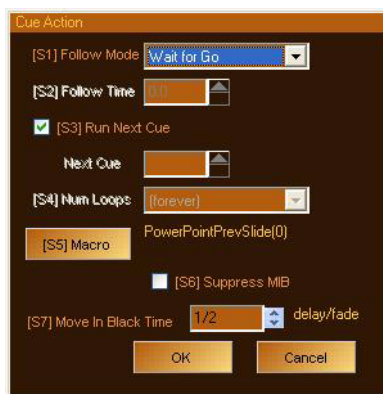 Cue Action
[S1] Follow Mode Wait for Go
[S2] Follow Time 0.0
[S3] Run Next Cue
Next Cue
[S4] Num Loops (forever)
[S5] Macro PowerPointPrevSlide(0)
[S6] Suppress MIB
[S7] Move In Black Time 1/2 delay/fade
OK Cancel